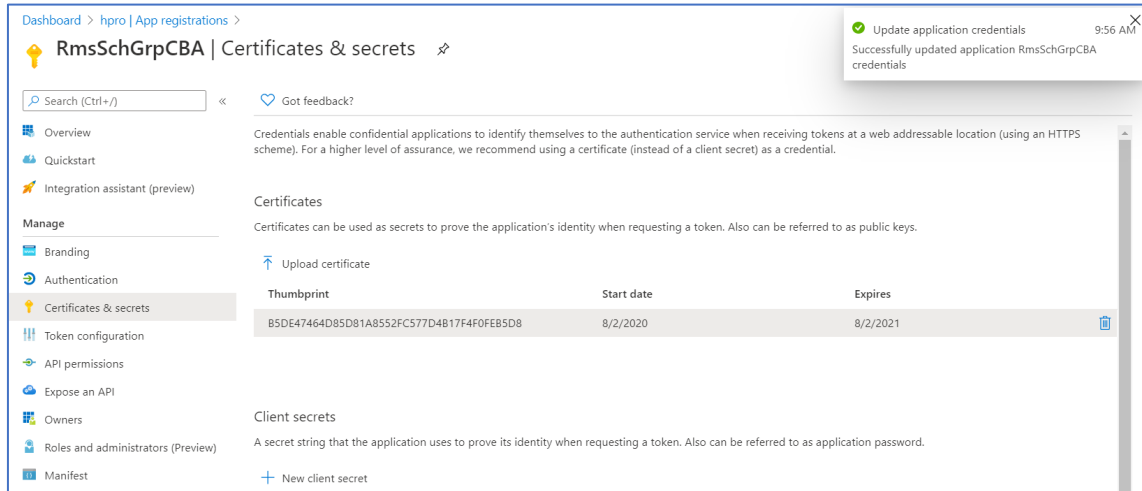 Dashboard > hpro | App registrations >
RmsSchGrpCBA | Certificates & secrets
Update application credentials 9:56 AM
Successfully updated application RmsSchGrpCBA
credentials
Search (Ctrl+/)
«
Got feedback?
Overview
Quickstart
Integration assistant (preview)
Manage
Branding
Authentication
Certificates & secrets
Token configuration
API permissions
Expose an API
Owners
Roles and administrators (Preview)
Manifest
Credentials enable confidential applications to identify themselves to the authentication service when receiving tokens at a web addressable location (using an HTTPS
scheme). For a higher level of assurance, we recommend using a certificate (instead of a client secret) as a credential.
Certificates
Certificates can be used as secrets to prove the application's identity when requesting a token. Also can be referred to as public keys.
Upload certificate
Thumbprint Start date Expires
B5DE47464D85D81A8552FC577D4B17F4F0FEB5D8 8/2/2020 8/2/2021
Client secrets
A secret string that the application uses to prove its identity when requesting a token. Also can be referred to as application password.
New client secret